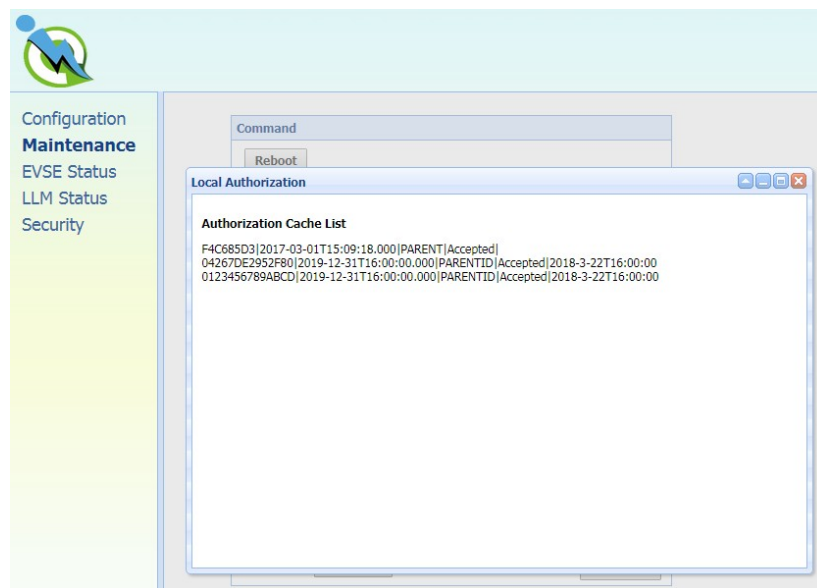 Configuration
Maintenance
EVSE Status
LLM Status
Security
Command
Reboot
Local Authorization
Authorization Cache List
F4C685D3|2017-03-01T15:09:18.000|PARENT|Accepted|
04267DE2952F80|2019-12-31T16:00:00.000|PARENTID|Accepted|2018-3-22T16:00:00
0123456789ABCD|2019-12-31T16:00:00.000|PARENTID|Accepted|2018-3-22T16:00:00